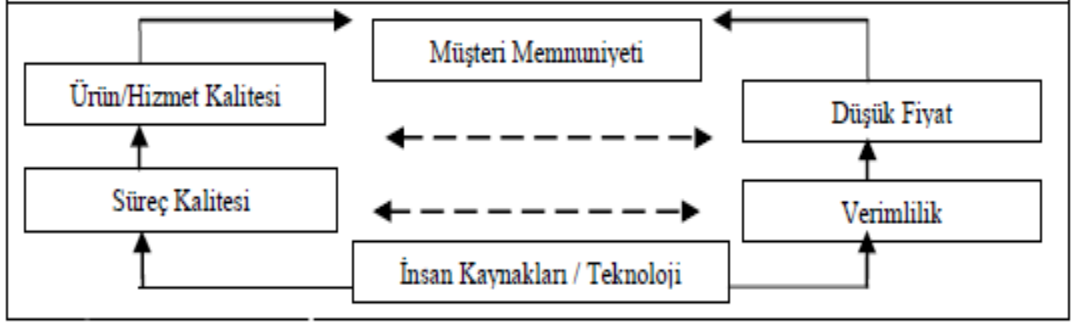 Müşteri Memnuniyeti
Ürün/Hizmet Kalitesi
Düşük Fiyat
Süreç Kalitesi
Verimlilik
İnsan Kaynakları / Teknoloji